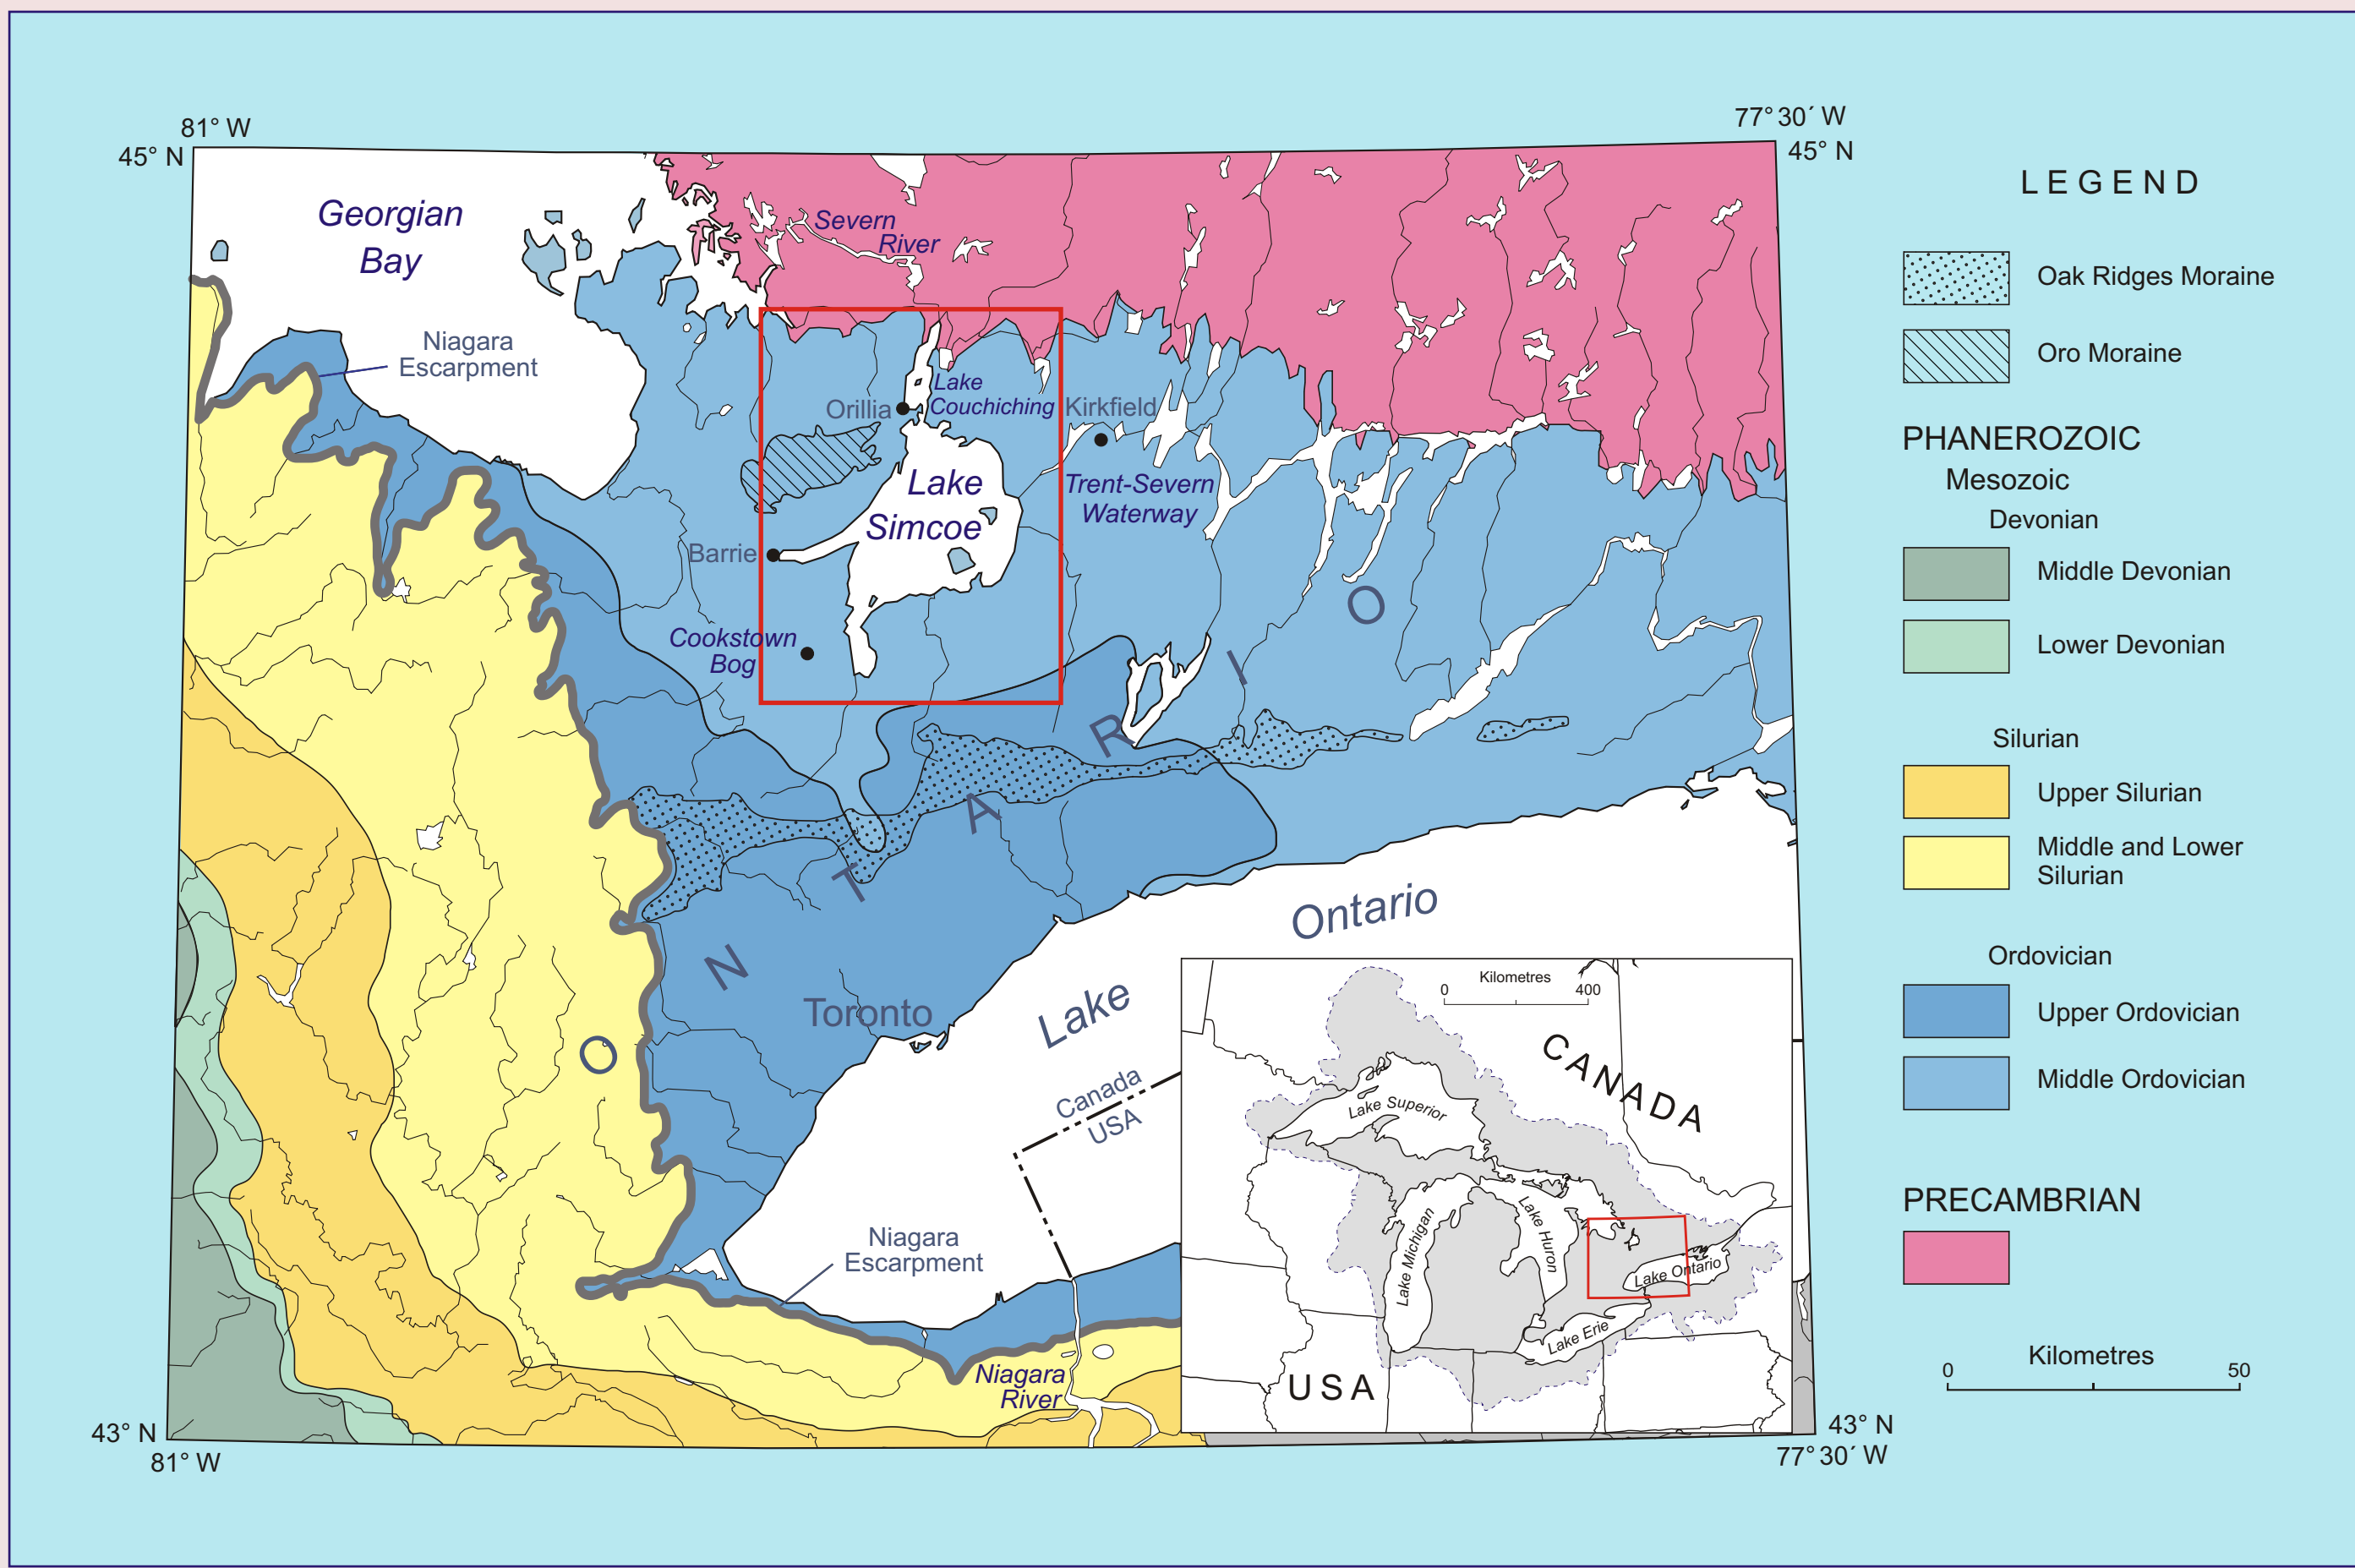 81° W
77° 30´ W
45° N
45° N
Georgian
Bay
Severn
River
Niagara
Escarpment
Lake
Couchiching
Orillia
Kirkfield
Lake
Simcoe
Trent-Severn
Waterway
Barrie
Cookstown
Bog
O N T A R I O
Toronto
Lake Ontario
Canada
USA
Niagara
Escarpment
Niagara
River
43° N
43° N
81° W
77° 30´ W
Kilometres
0 400
CANADA
Lake Superior
Lake Michigan
Lake Huron
Lake Ontario
Lake Erie
USA
LEGEND
Oak Ridges Moraine
Oro Moraine
PHANEROZOIC
Mesozoic
Devonian
Middle Devonian
Lower Devonian
Silurian
Upper Silurian
Middle and Lower
Silurian
Ordovician
Upper Ordovician
Middle Ordovician
PRECAMBRIAN
Kilometres
0 50